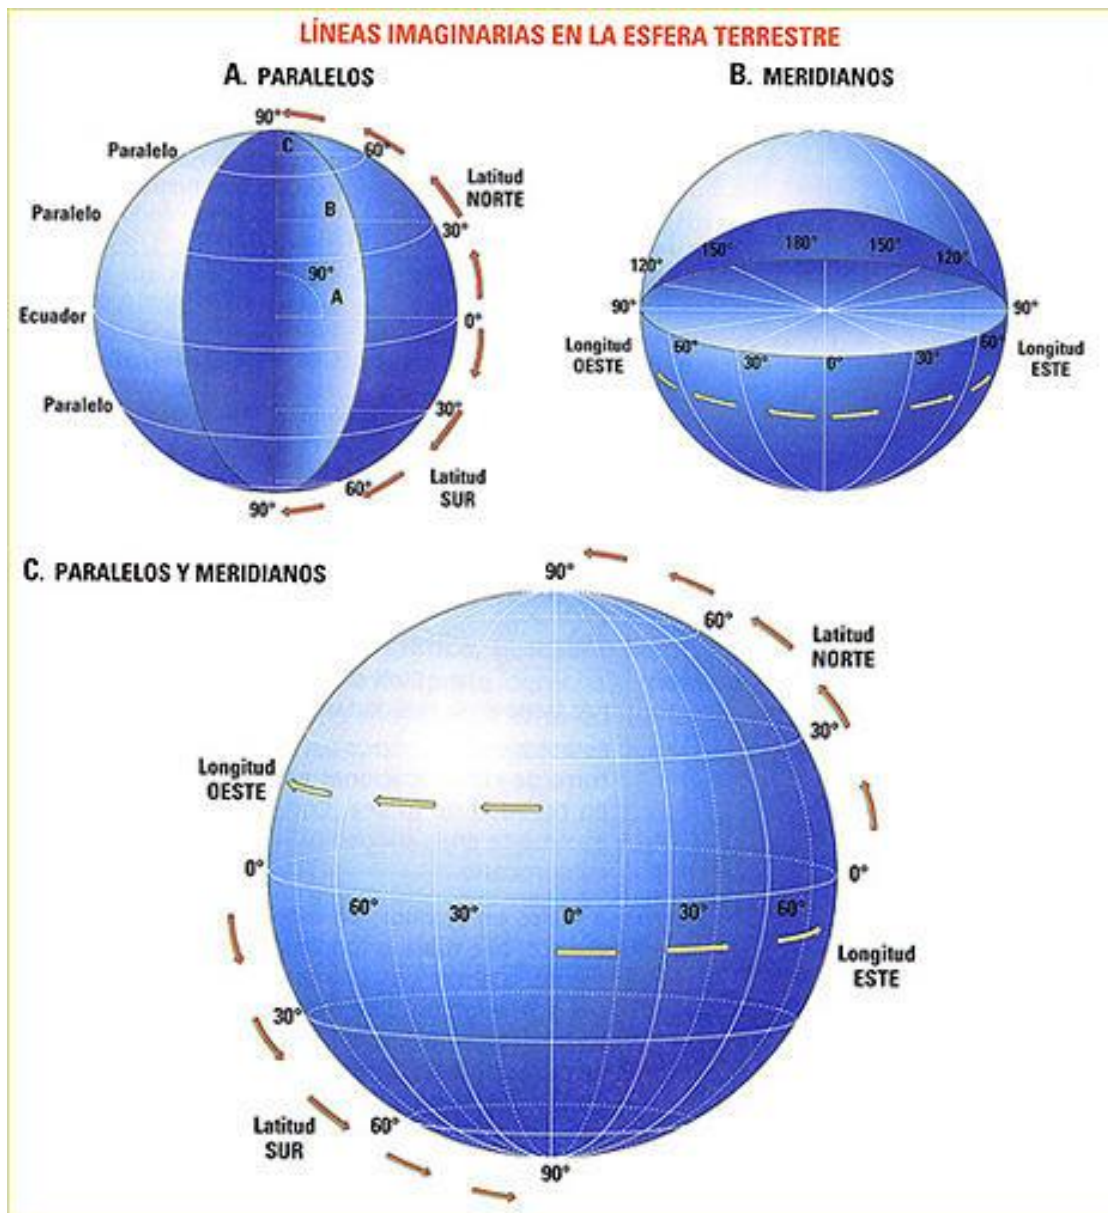 LÍNEAS IMAGINARIAS EN LA ESFERA TERRESTRE
A. PARALELOS
90°
C
60°
Paralelo
Latitud
NORTE
B
Paralelo
30°
90°
A
Ecuador
0°
Paralelo
30°
Latitud
SUR
60°
90°
B. MERIDIANOS
180°
150°
150°
120°
120°
90°
90°
Longitud
OESTE
60°
30°
0°
30°
60°
Longitud
ESTE
C. PARALELOS Y MERIDIANOS
90°
60°
Latitud
NORTE
30°
Longitud
OESTE
0°
0°
60°
30°
0°
30°
60°
Longitud
ESTE
30°
Latitud
SUR
60°
90°